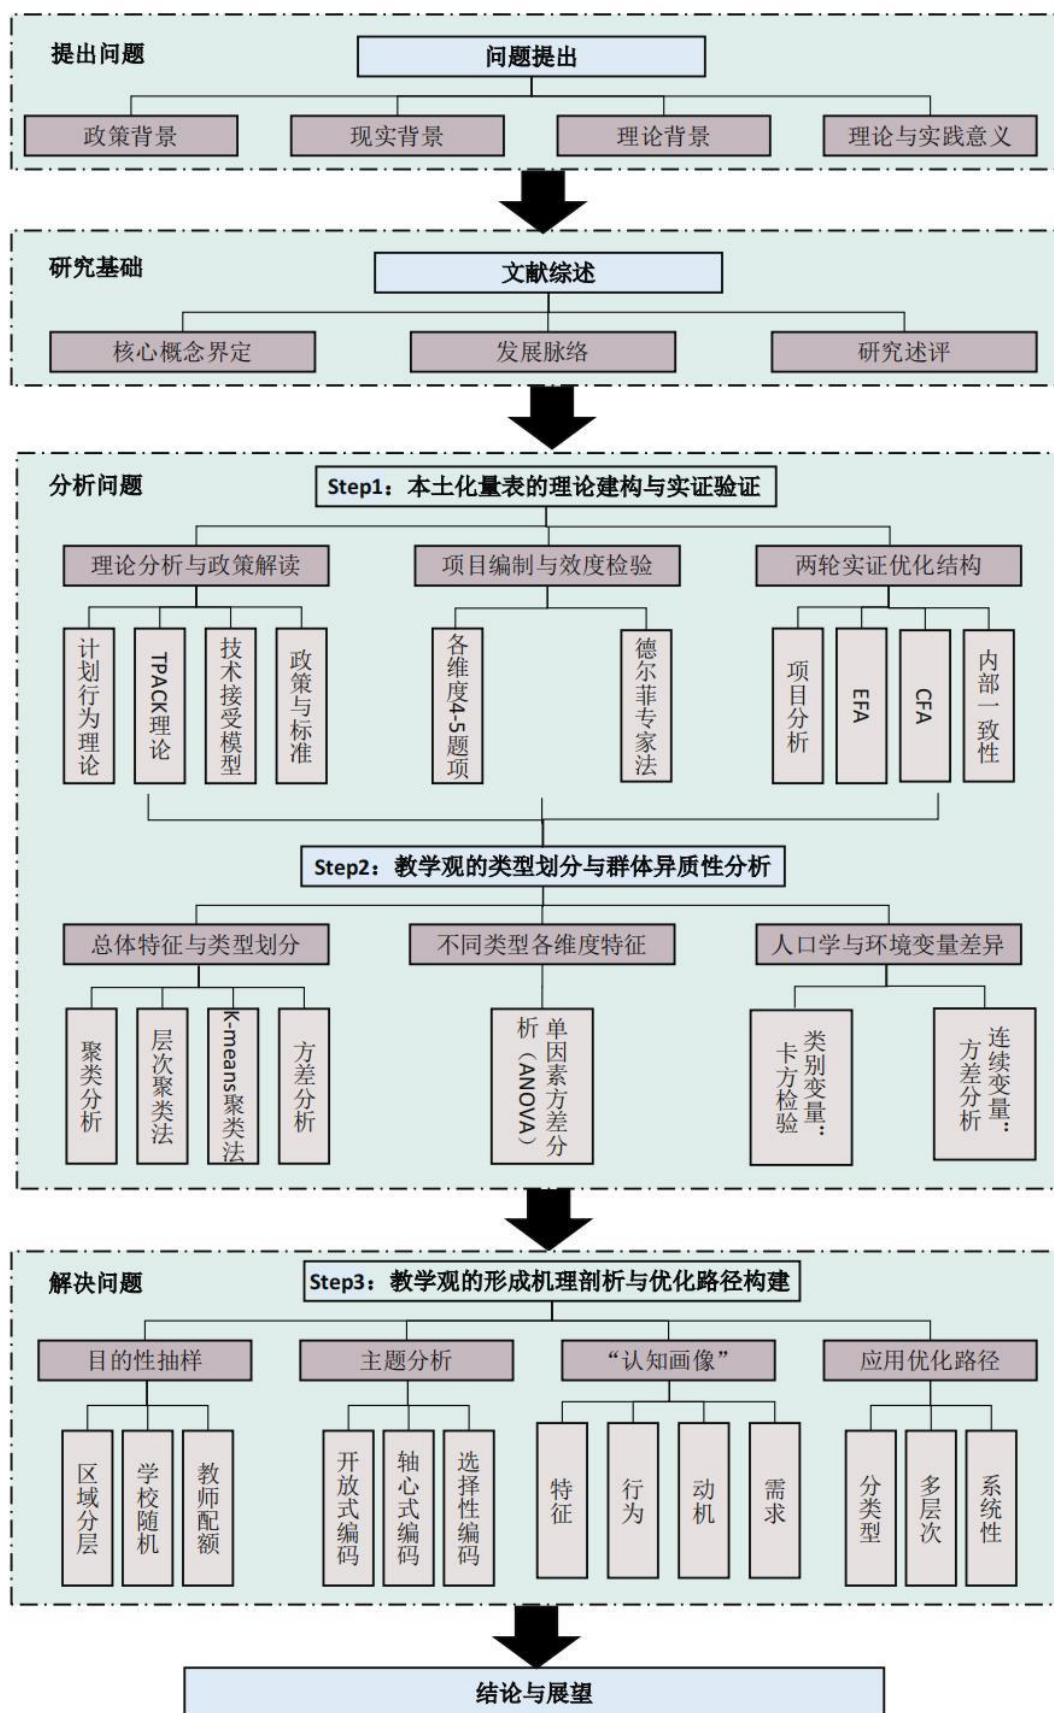 提出问题
问题提出
政策背景
现实背景
理论背景
理论与实践意义
研究基础
文献综述
核心概念界定
发展脉络
研究述评
分析问题
Step1：本土化量表的理论建构与实证验证
理论分析与政策解读
项目编制与效度检验
两轮实证优化结构
计划行为理论
TPACK理论
技术接受模型
政策与标准
各维度4-5题项
德尔菲专家法
项目分析
EFA
CFA
内部一致性
Step2：教学观的类型划分与群体异质性分析
总体特征与类型划分
不同类型各维度特征
人口学与环境变量差异
聚类分析
层次聚类法
K-means聚类法
方差分析
单因素方差分
析（ANOVA）
类别变量：
卡方检验
连续变量：
方差分析
解决问题
Step3：教学观的形成机理剖析与优化路径构建
目的性抽样
主题分析
“认知画像”
应用优化路径
区域分层
学校随机
教师配额
开放式编码
轴心式编码
选择性编码
特征
行为
动机
需求
分类型
多层次
系统性
结论与展望